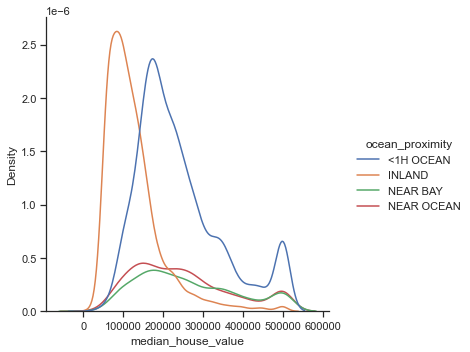 1e−6
2.5
2.0
1.5
1.0
0.5
0.0
Density
0 100000 200000 300000 400000 500000 600000
median_house_value
ocean_proximity
<1H OCEAN
INLAND
NEAR BAY
NEAR OCEAN